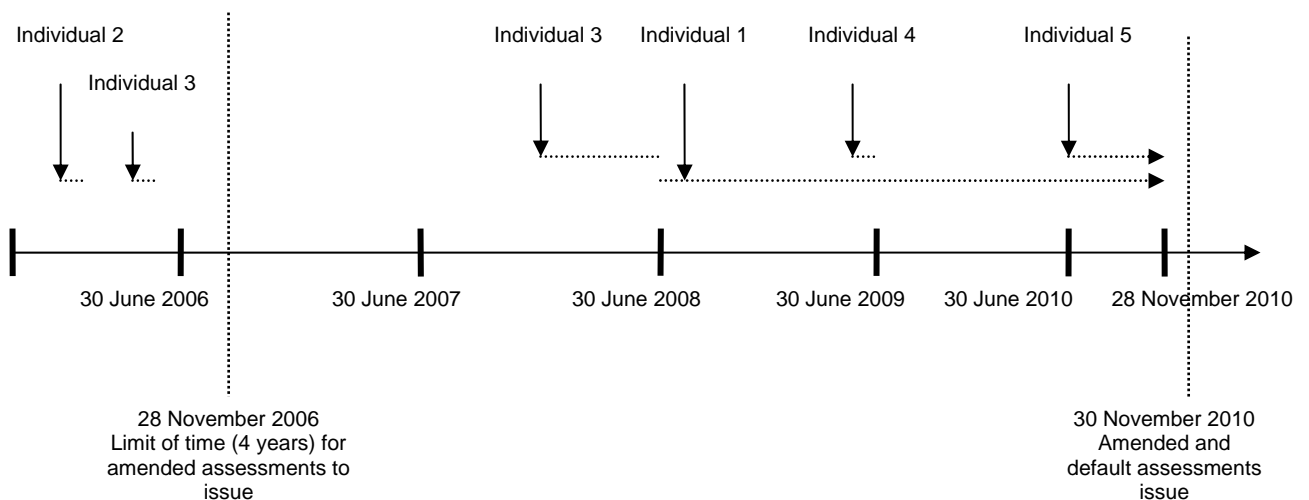 Individual 2
Individual 3
Individual 1
Individual 4
Individual 5
Individual 3
30 June 2006
30 June 2007
30 June 2008
30 June 2009
30 June 2010
28 November 2010
28 November 2006
Limit of time (4 years) for
amended assessments to
issue
30 November 2010
Amended and
default assessments
issue